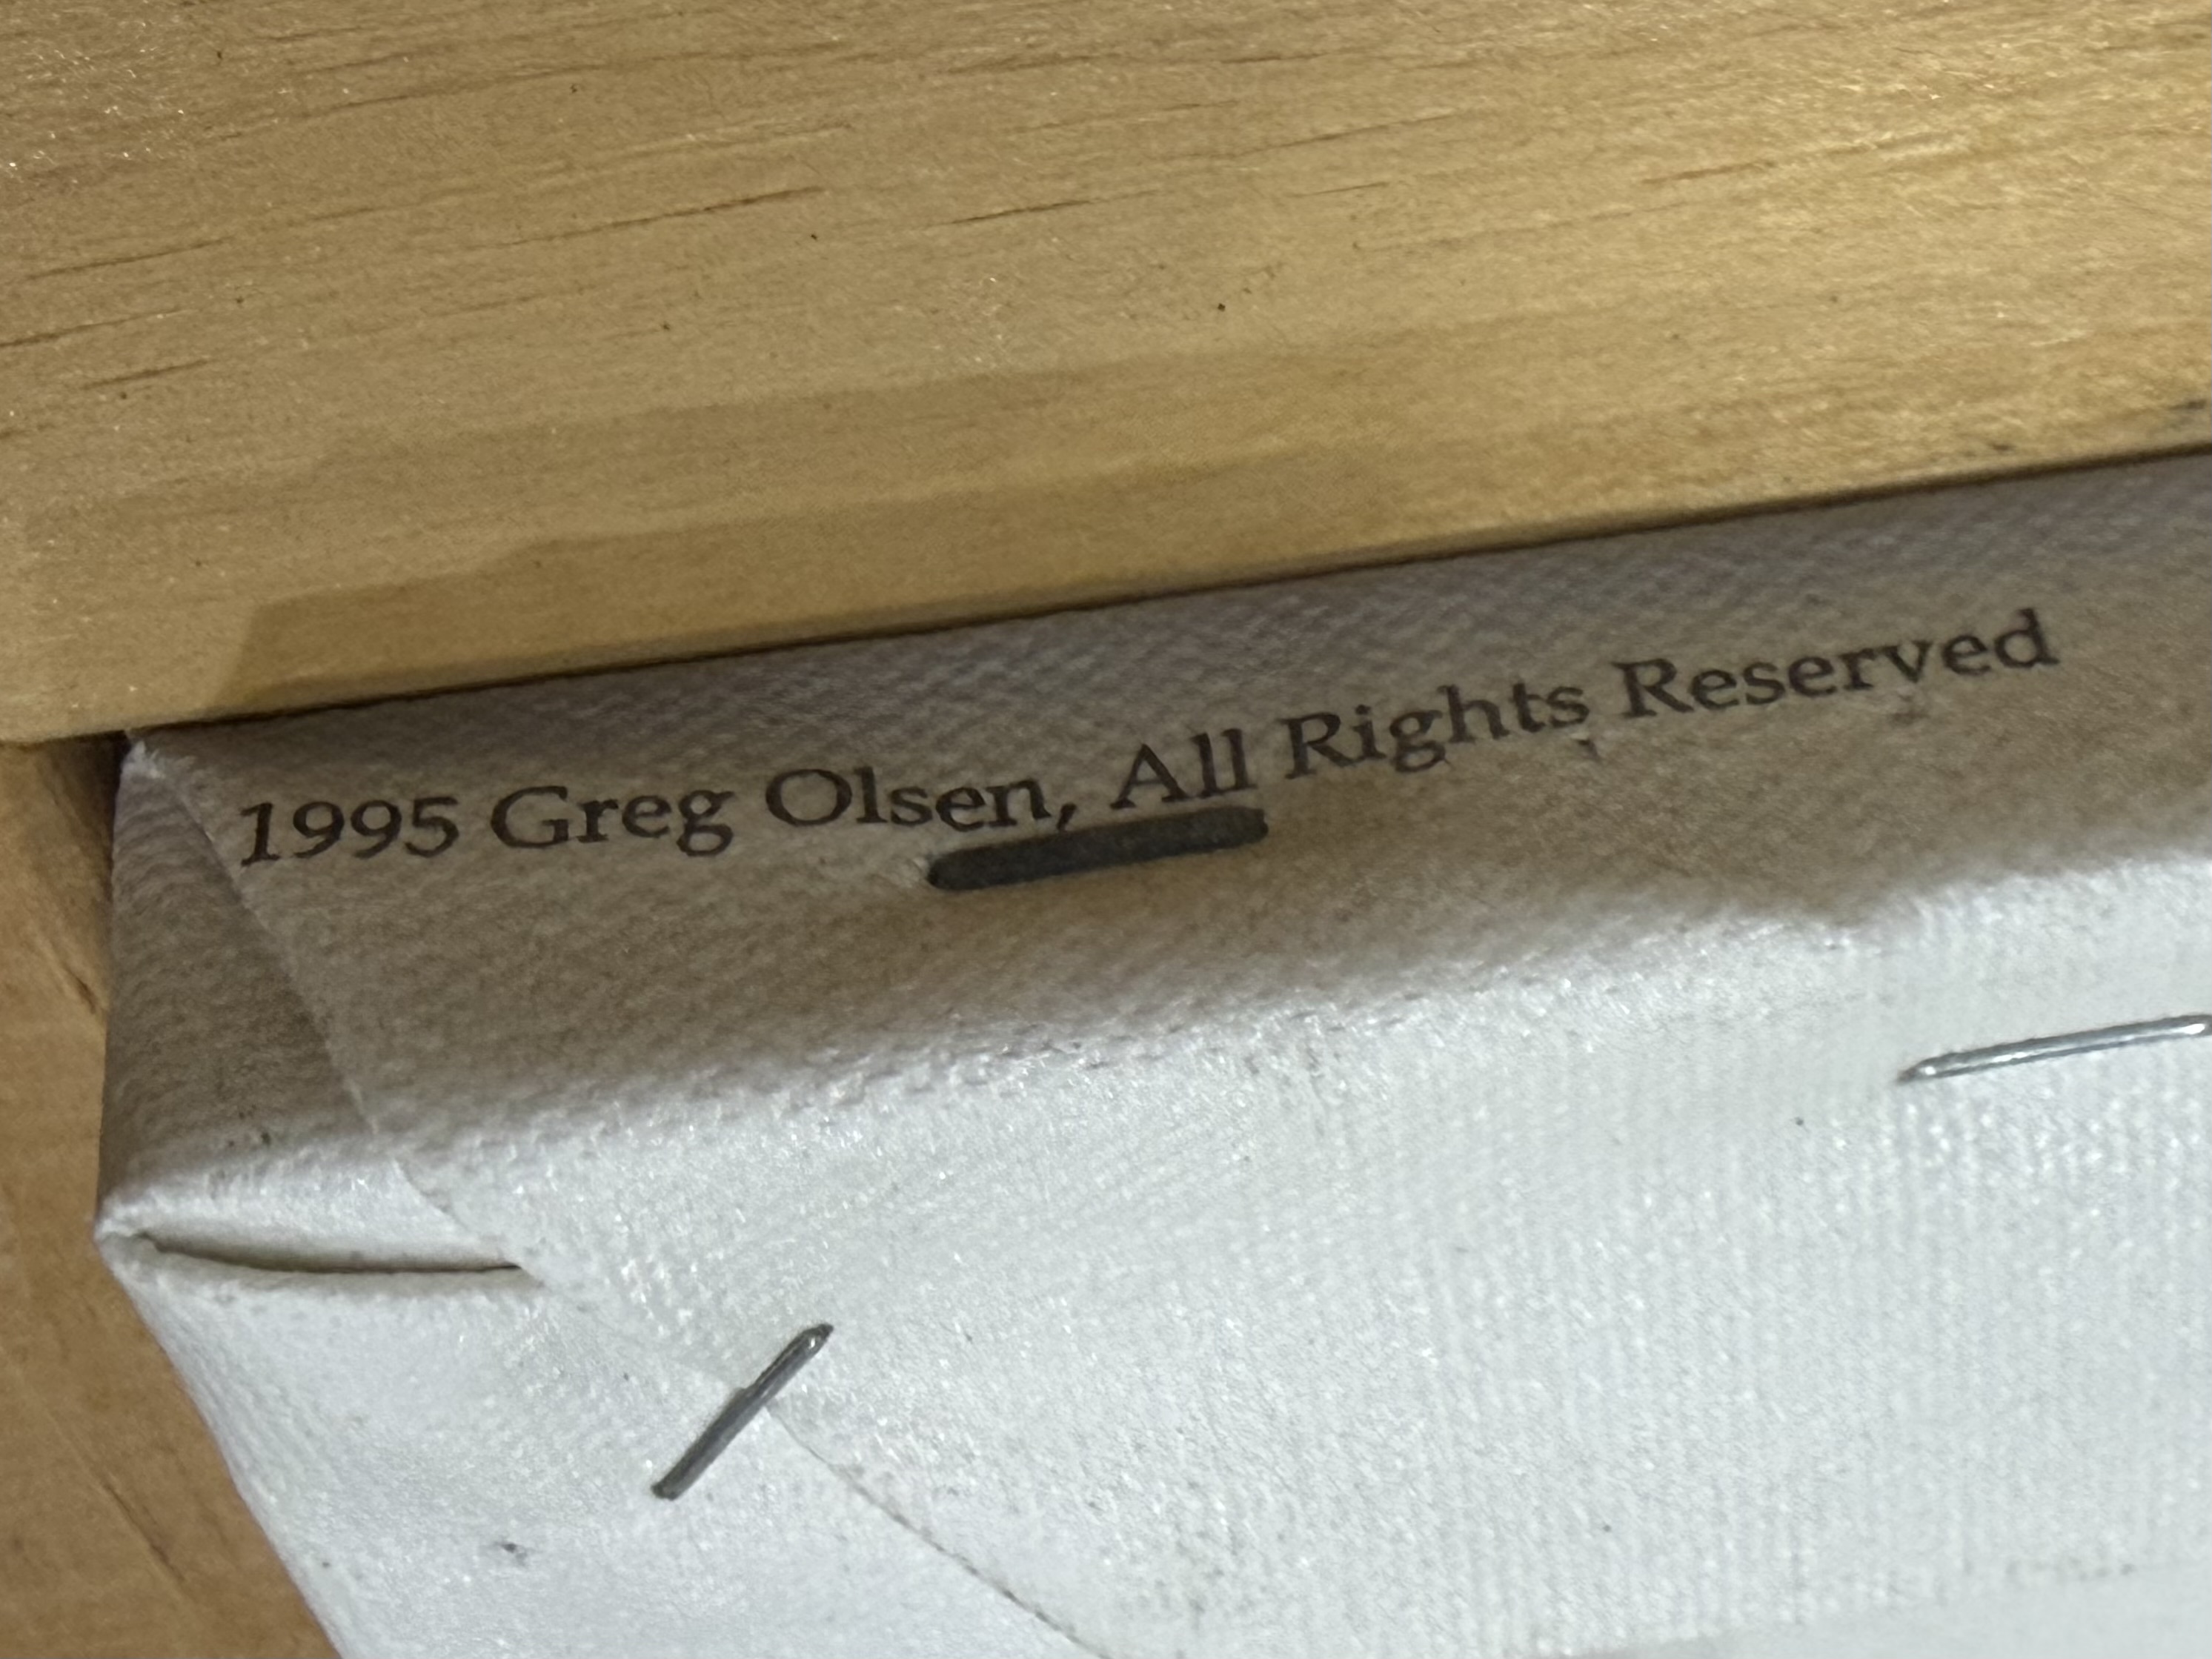 1995 Greg Olsen, All Rights Reserved